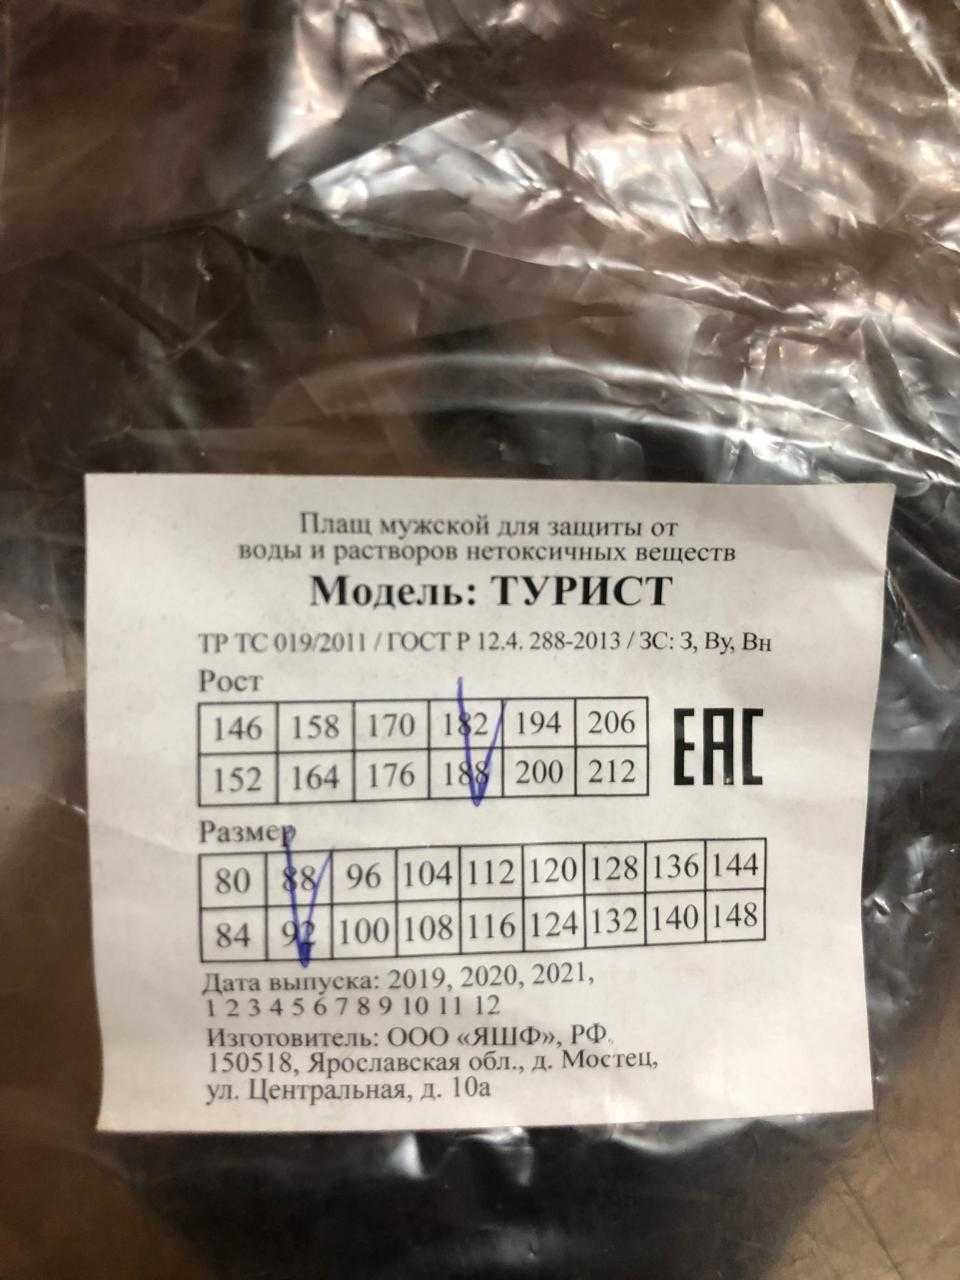 Плащ мужской для защиты от
воды и растворов нетоксичных веществ
Модель: ТУРИСТ
ТР ТС 019/2011 / ГОСТ Р 12.4. 288-2013 / ЗС: З, Ву, Вн
Рост
146 158 170 182 194 206
152 164 176 188 200 212
EAC
Размер
80 88 96 104 112 120 128 136 144
84 92 100 108 116 124 132 140 148
Дата выпуска: 2019, 2020, 2021,
1 2 3 4 5 6 7 8 9 10 11 12
Изготовитель: ООО «ЯШФ», РФ,
150518, Ярославская обл., д. Мостец,
ул. Центральная, д. 10а